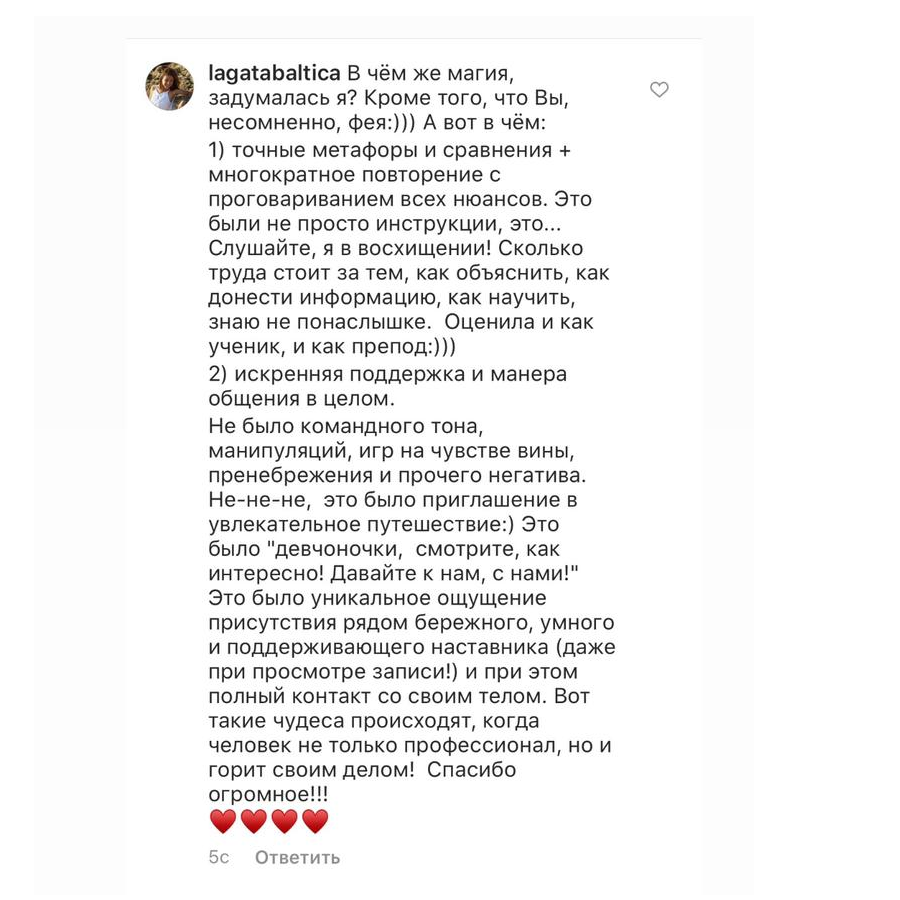 lagatabaltica В чём же магия,
задумалась я? Кроме того, что Вы,
несомненно, фея:))) А вот в чём:
1) точные метафоры и сравнения +
многократное повторение с
проговариванием всех нюансов. Это
были не просто инструкции, это...
Слушайте, я в восхищении! Сколько
труда стоит за тем, как объяснить, как
донести информацию, как научить,
знаю не понаслышке. Оценила и как
ученик, и как препод:)))
2) искренняя поддержка и манера
общения в целом.
Не было командного тона,
манипуляций, игр на чувстве вины,
пренебрежения и прочего негатива.
Не-не-не, это было приглашение в
увлекательное путешествие:) Это
было "девчоночки, смотрите, как
интересно! Давайте к нам, с нами!"
Это было уникальное ощущение
присутствия рядом бережного, умного
и поддерживающего наставника (даже
при просмотре записи!) и при этом
полный контакт со своим телом. Вот
такие чудеса происходят, когда
человек не только профессионал, но и
горит своим делом! Спасибо
огромное!!!
♥️♥️♥️♥️
5с Ответить